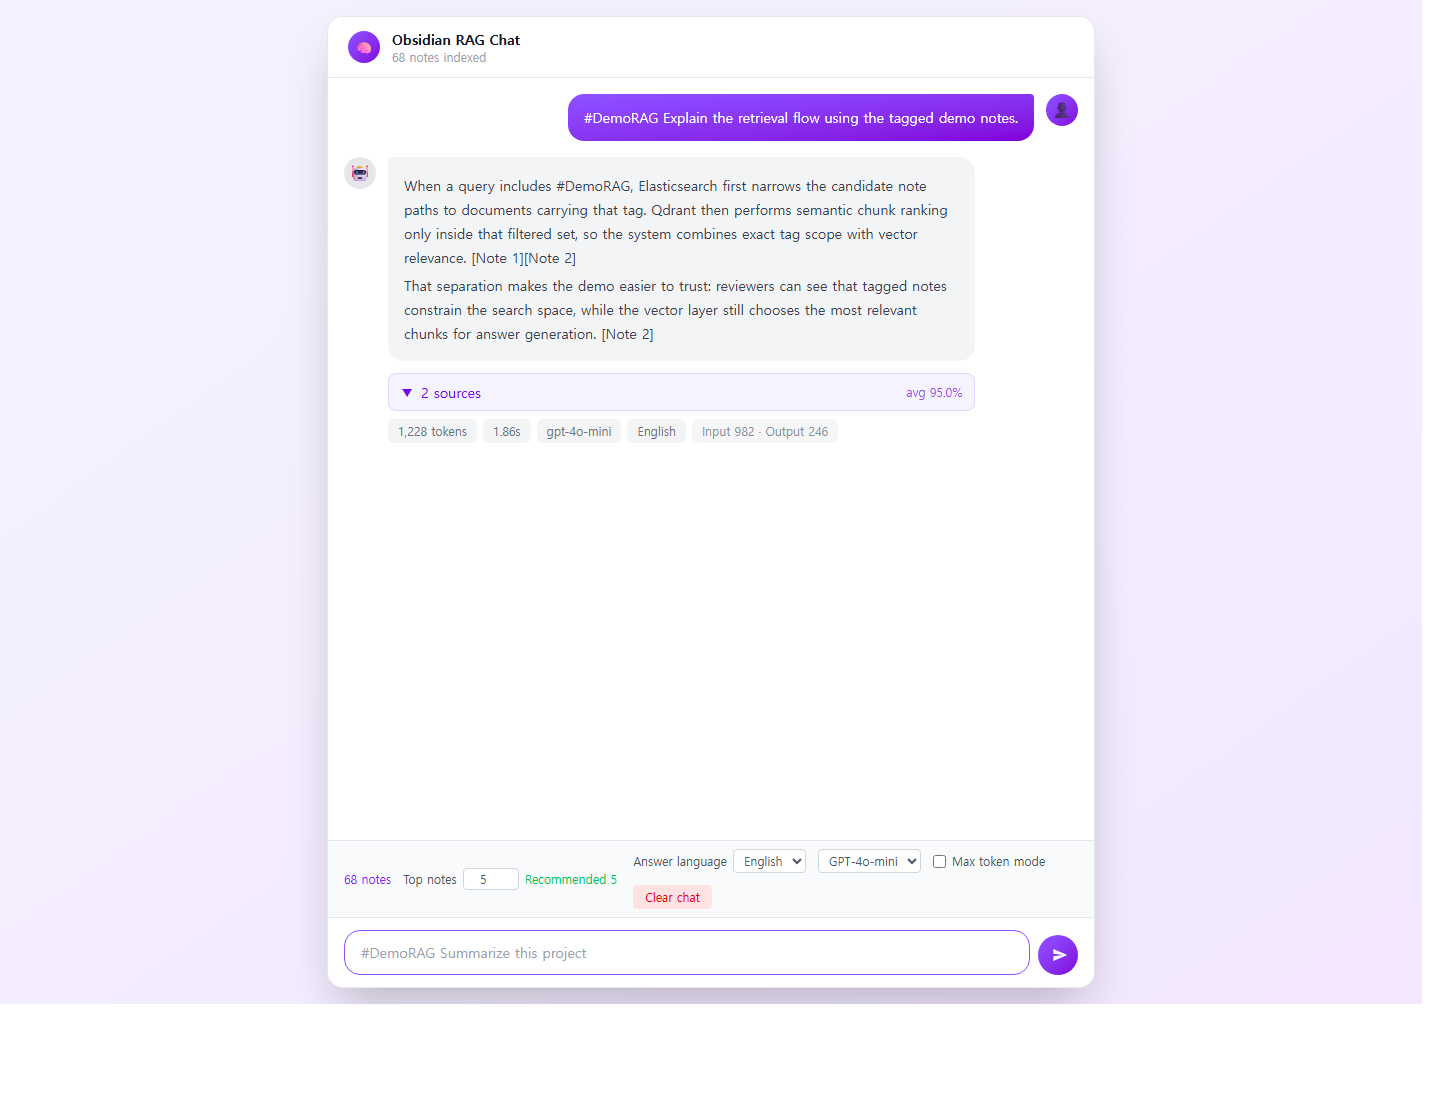 Obsidian RAG Chat
68 notes indexed
#DemoRAG Explain the retrieval flow using the tagged demo notes.
When a query includes #DemoRAG, Elasticsearch first narrows the candidate note
paths to documents carrying that tag. Qdrant then performs semantic chunk ranking
only inside that filtered set, so the system combines exact tag scope with vector
relevance. [Note 1][Note 2]
That separation makes the demo easier to trust: reviewers can see that tagged notes
constrain the search space, while the vector layer still chooses the most relevant
chunks for answer generation. [Note 2]
▼ 2 sources avg 95.0%
1,228 tokens 1.86s gpt-4o-mini English Input 982 · Output 246
68 notes Top notes 5 Recommended 5
Answer language English GPT-4o-mini Max token mode
Clear chat
#DemoRAG Summarize this project